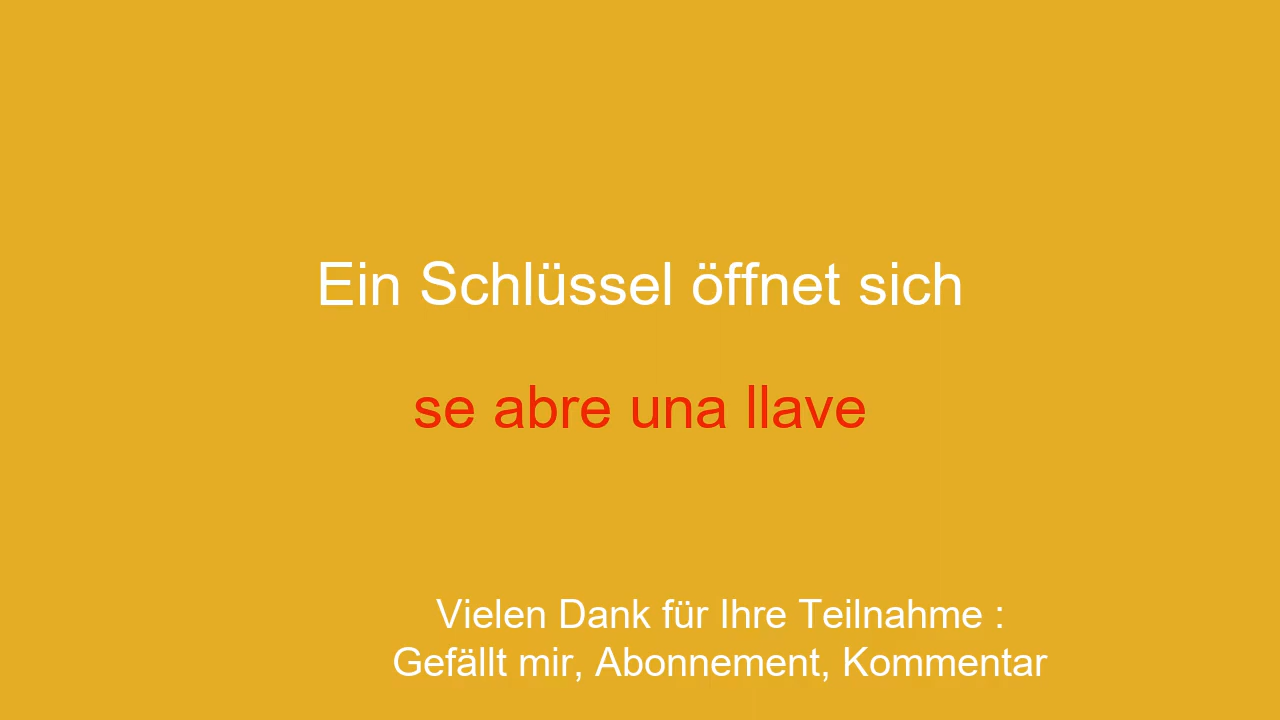 Ein Schlüssel öffnet sich
se abre una llave
Vielen Dank für Ihre Teilnahme :
Gefällt mir, Abonnement, Kommentar